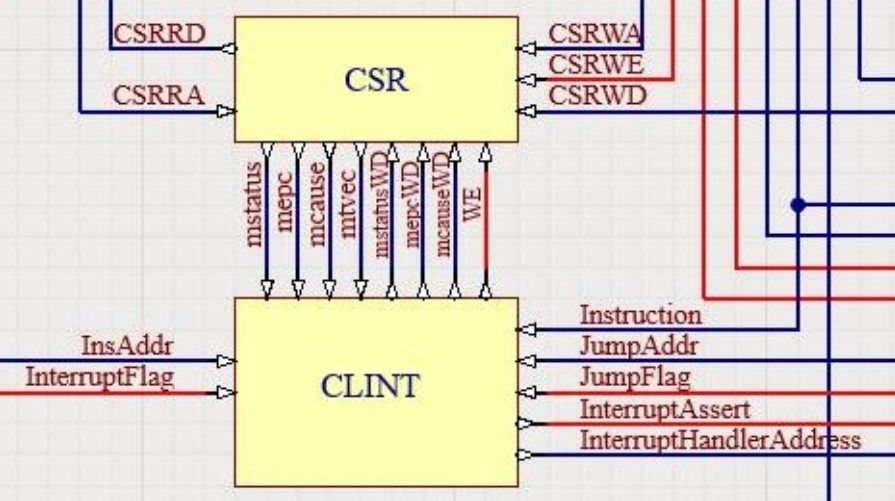 CSRRD
CSRWA
CSR
CSRWE
CSRRA
CSRWD
mstatus
mepc
mcause
mtvec
mstatusWD
mepcWD
mcauseWD
WE
Instruction
InsAddr
JumpAddr
InterruptFlag
CLINT
JumpFlag
InterruptAssert
InterruptHandlerAddress